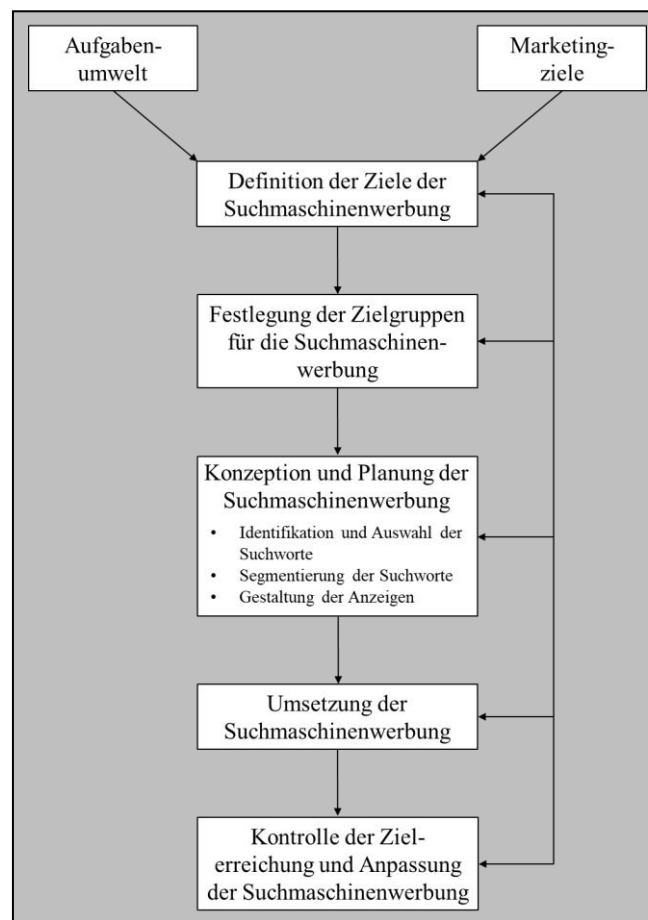 Aufgaben-
umwelt
Marketing-
ziele
Definition der Ziele der
Suchmaschinenwerbung
Festlegung der Zielgruppen
für die Suchmaschinen-
werbung
Konzeption und Planung der
Suchmaschinenwerbung
• Identifikation und Auswahl der
Suchworte
• Segmentierung der Suchworte
• Gestaltung der Anzeigen
Umsetzung der
Suchmaschinenwerbung
Kontrolle der Ziel-
erreichung und Anpassung
der Suchmaschinenwerbung